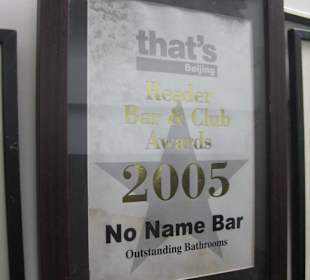 that's
Beijing
Reader
Bar & Club
Awards
2005
No Name Bar
Outstanding Bathrooms